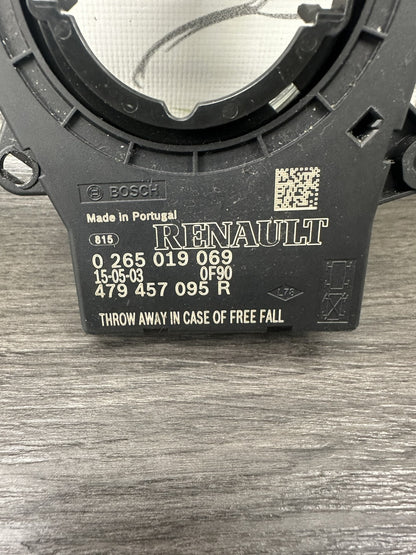 BOSCH
Made in Portugal
815 RENAULT
0 265 019 069
15-05-03 0F90
479 457 095 R
L78
THROW AWAY IN CASE OF FREE FALL